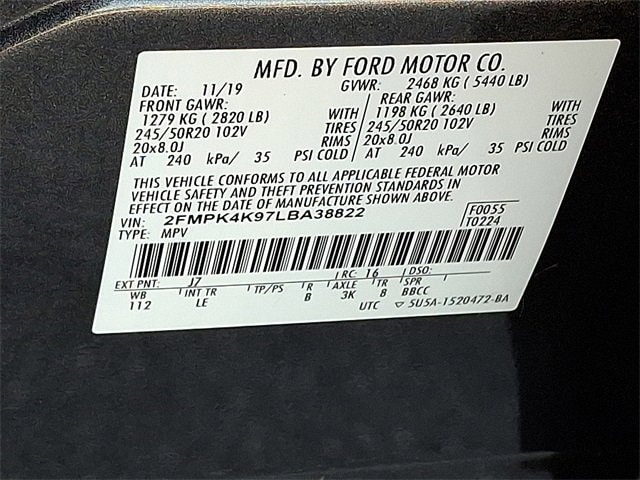 MFD. BY FORD MOTOR CO.
DATE: 11/19 GVWR: 2468 KG ( 5440 LB)
FRONT GAWR: REAR GAWR:
1279 KG ( 2820 LB) WITH 1198 KG ( 2640 LB) WITH
245/50R20 102V TIRES 245/50R20 102V TIRES
20x8.0J RIMS 20x8.0J RIMS
AT 240 kPa/ 35 PSI COLD AT 240 kPa/ 35 PSI COLD
THIS VEHICLE CONFORMS TO ALL APPLICABLE FEDERAL MOTOR
VEHICLE SAFETY AND THEFT PREVENTION STANDARDS IN
EFFECT ON THE DATE OF MANUFACTURE SHOWN ABOVE.
VIN: 2FMPK4K97LBA38822 F0055
TYPE: MPV T0224
EXT PNT: J7 RC: 16 DSO:
WB INT TR TP/PS R AXLE TR SPR
112 LE B 3K 8 BBCC
UTC ▽ 5U5A-1520472-BA